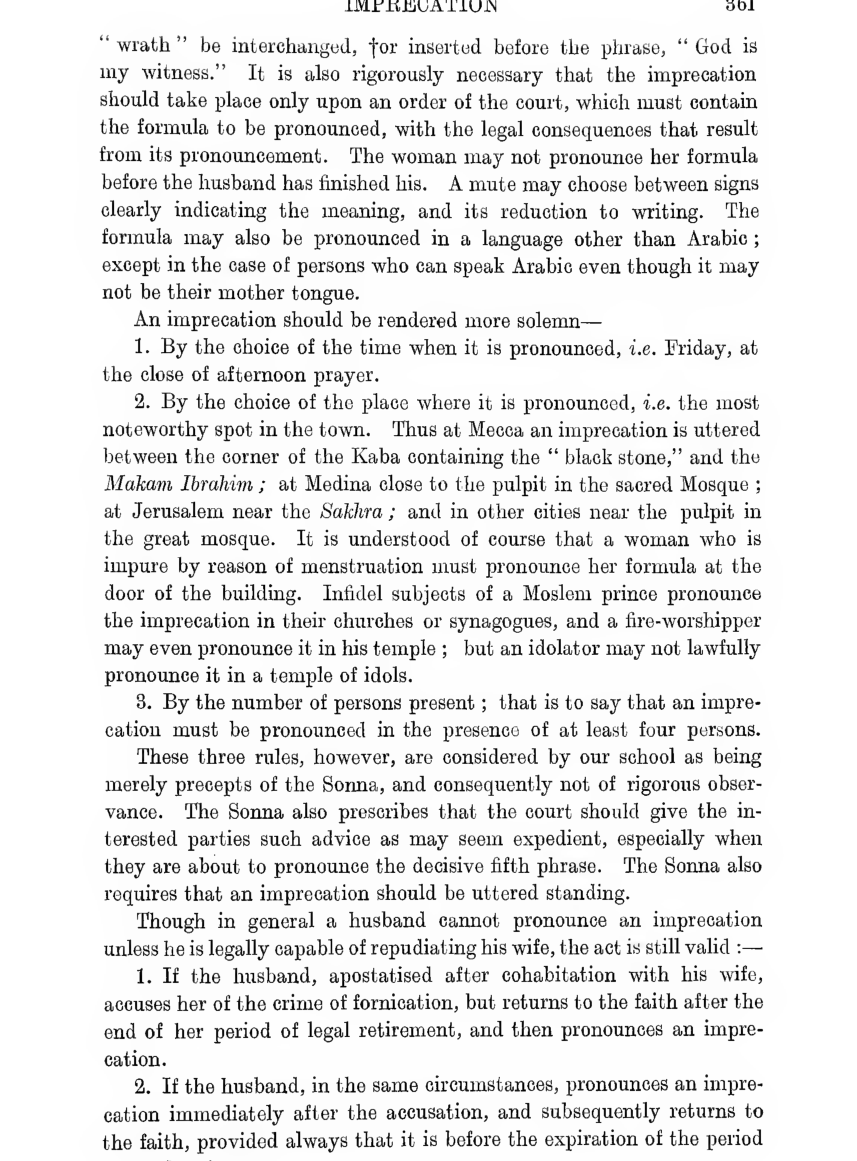 IMPRECATION 361
“ wrath ” be interchanged, †or inserted before the phrase, “ God is
my witness.” It is also rigorously necessary that the imprecation
should take place only upon an order of the court, which must contain
the formula to be pronounced, with the legal consequences that result
from its pronouncement. The woman may not pronounce her formula
before the husband has finished his. A mute may choose between signs
clearly indicating the meaning, and its reduction to writing. The
formula may also be pronounced in a language other than Arabic ;
except in the case of persons who can speak Arabic even though it may
not be their mother tongue.
An imprecation should be rendered more solemn—
1. By the choice of the time when it is pronounced, i.e. Friday, at
the close of afternoon prayer.
2. By the choice of the place where it is pronounced, i.e. the most
noteworthy spot in the town. Thus at Mecca an imprecation is uttered
between the corner of the Kaba containing the “ black stone,” and the
Makam Ibrahim ; at Medina close to the pulpit in the sacred Mosque ;
at Jerusalem near the Sakhra ; and in other cities near the pulpit in
the great mosque. It is understood of course that a woman who is
impure by reason of menstruation must pronounce her formula at the
door of the building. Infidel subjects of a Moslem prince pronounce
the imprecation in their churches or synagogues, and a fire-worshipper
may even pronounce it in his temple ; but an idolator may not lawfully
pronounce it in a temple of idols.
3. By the number of persons present ; that is to say that an impre-
cation must be pronounced in the presence of at least four persons.
These three rules, however, are considered by our school as being
merely precepts of the Sonna, and consequently not of rigorous obser-
vance. The Sonna also prescribes that the court should give the in-
terested parties such advice as may seem expedient, especially when
they are about to pronounce the decisive fifth phrase. The Sonna also
requires that an imprecation should be uttered standing.
Though in general a husband cannot pronounce an imprecation
unless he is legally capable of repudiating his wife, the act is still valid :—
1. If the husband, apostatised after cohabitation with his wife,
accuses her of the crime of fornication, but returns to the faith after the
end of her period of legal retirement, and then pronounces an impre-
cation.
2. If the husband, in the same circumstances, pronounces an impre-
cation immediately after the accusation, and subsequently returns to
the faith, provided always that it is before the expiration of the period